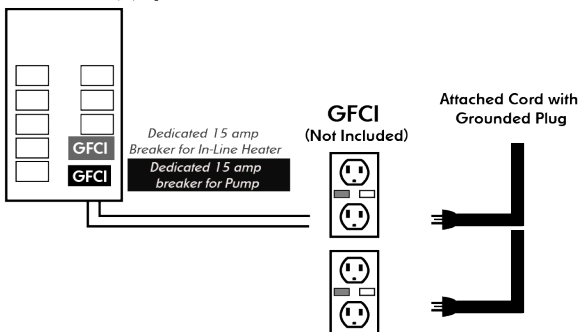 GFCI
GFCI
Dedicated 15 amp
Breaker for In-Line Heater
Dedicated 15 amp
breaker for Pump
GFCI
(Not Included)
Attached Cord with
Grounded Plug